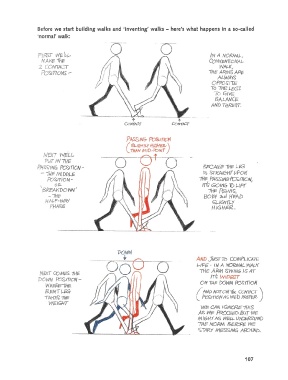 Before we start building walks and 'inventing' walks – here's what happens in a so-called
'normal' walk:
FIRST WE'LL
MAKE THE
2 CONTACT
POSITIONS –
IN A NORMAL,
CONVENTIONAL
WALK,
THE ARMS ARE
ALWAYS
OPPOSITE
TO THE LEGS
TO GIVE
BALANCE
AND THRUST.
CONTACT
CONTACT
PASSING POSITION
(SLIGHTLY HIGHER
THAN MID POINT)
NEXT WE'LL
PUT IN THE
PASSING POSITION –
– THE MIDDLE
POSITION –
OR
'BREAKDOWN'
– THE
HALF-WAY
PHASE
BECAUSE THE LEG
IS STRAIGHT UP ON
THE PASSING POSITION,
IT'S GOING TO LIFT
THE PELVIS,
BODY AND HEAD
SLIGHTLY
HIGHER.
DOWN
NEXT COMES THE
DOWN POSITION –
WHERE THE
BENT LEG
TAKES THE
WEIGHT
AND JUST TO COMPLICATE
LIFE – IN A NORMAL WALK
THE ARM SWING IS AT
ITS WIDEST
ON THE DOWN POSITION
(AND NOT ON THE CONTACT
POSITION AS WE'D PREFER)
WE CAN IGNORE THIS
AS WE PROCEED BUT WE
MIGHT AS WELL UNDERSTAND
THE NORM BEFORE WE
START MESSING AROUND.
107